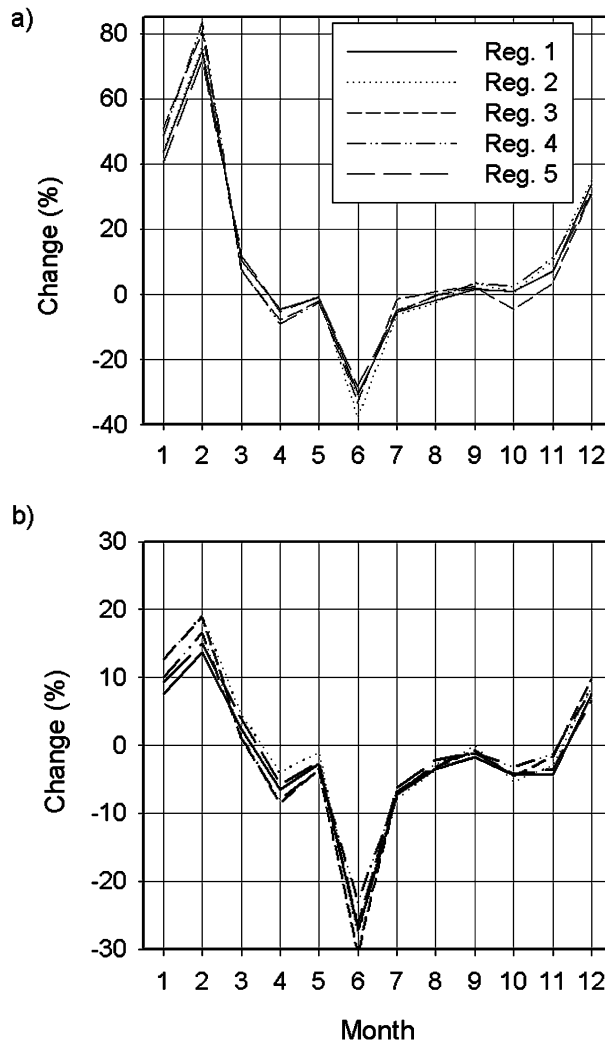 a)
Change (%)
80
60
40
20
0
-20
-40
Reg. 1
Reg. 2
Reg. 3
Reg. 4
Reg. 5
1 2 3 4 5 6 7 8 9 10 11 12
b)
Change (%)
30
20
10
0
-10
-20
-30
1 2 3 4 5 6 7 8 9 10 11 12
Month